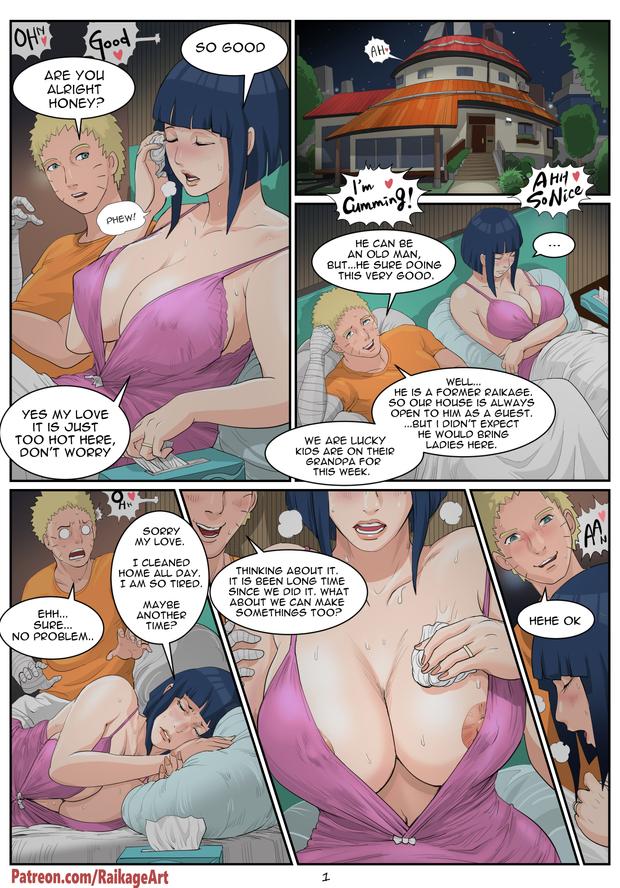 OHN
Good
SO GOOD
ARE YOU
ALRIGHT
HONEY?
PHEW!
YES MY LOVE
IT IS JUST
TOO HOT HERE,
DON'T WORRY
AH
I'm
Cumming!
AHH
So Nice
HE CAN BE
AN OLD MAN,
BUT...HE SURE DOING
THIS VERY GOOD.
...
WELL...
HE IS A FORMER RAIKAGE.
SO OUR HOUSE IS ALWAYS
OPEN TO HIM AS A GUEST.
...BUT I DIDN'T EXPECT
HE WOULD BRING
LADIES HERE.
WE ARE LUCKY
KIDS ARE ON THEIR
GRANDPA FOR
THIS WEEK.
THINKING ABOUT IT.
IT IS BEEN LONG TIME
SINCE WE DID IT. WHAT
ABOUT WE CAN MAKE
SOMETHINGS TOO?
OHN
SORRY
MY LOVE.
I CLEANED
HOME ALL DAY.
I AM SO TIRED.
MAYBE
ANOTHER
TIME?
EHH...
SURE...
NO PROBLEM..
AAN
HEHE OK
Patreon.com/RaikageArt
1